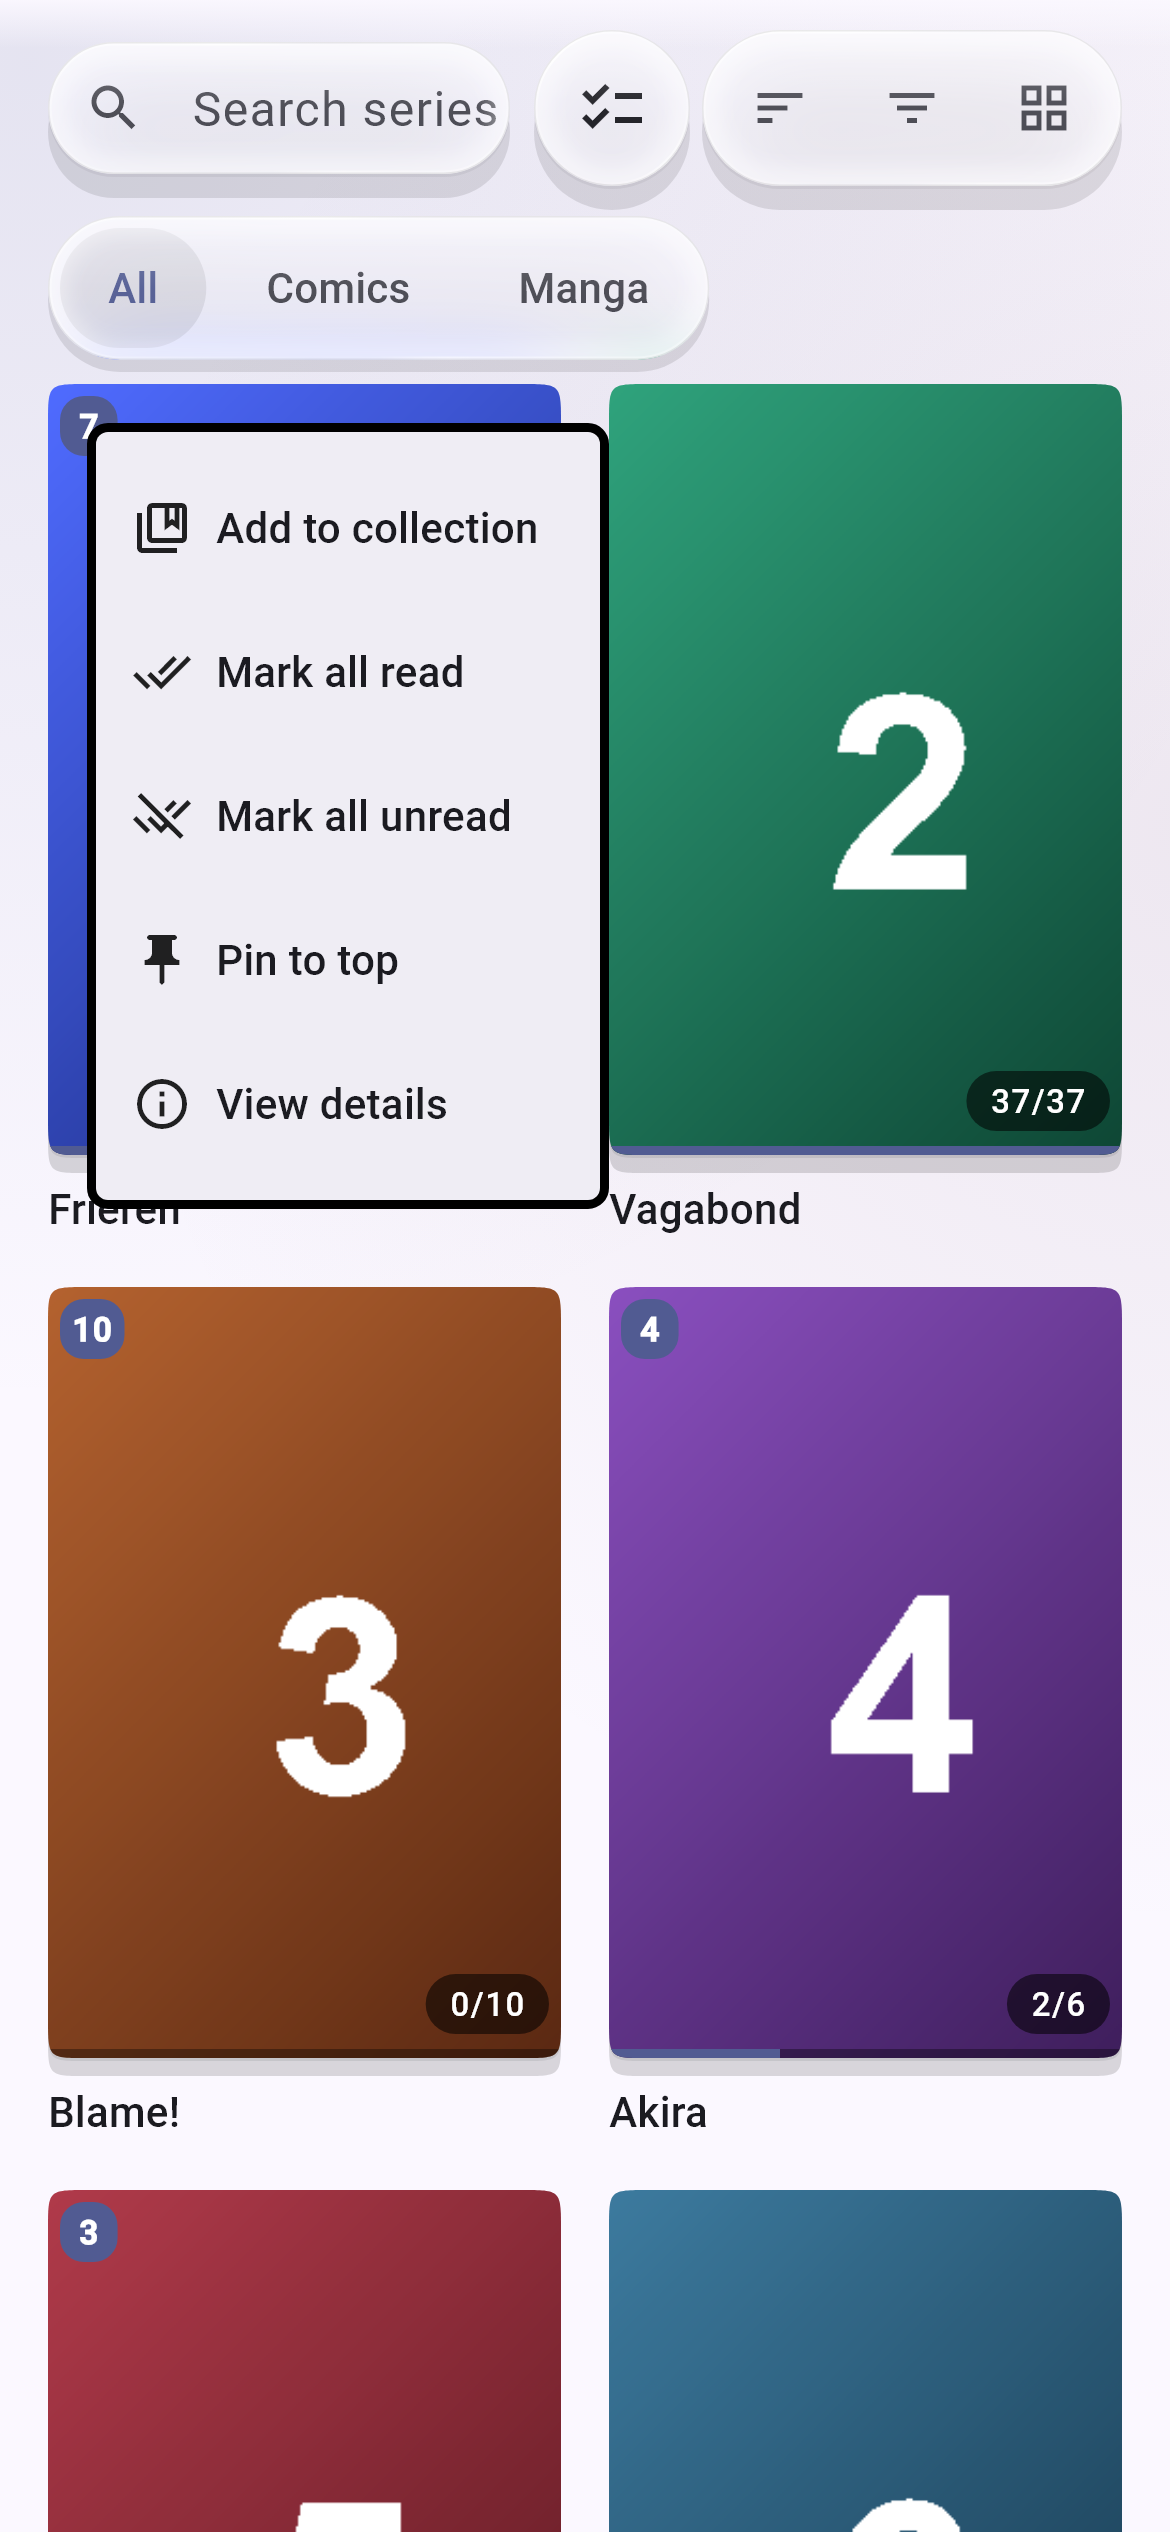 Search series
All Comics Manga
7
Add to collection
Mark all read
Mark all unread
Pin to top
View details
2
37/37
Frieren
Vagabond
10
3
0/10
4
4
2/6
Blame!
Akira
3